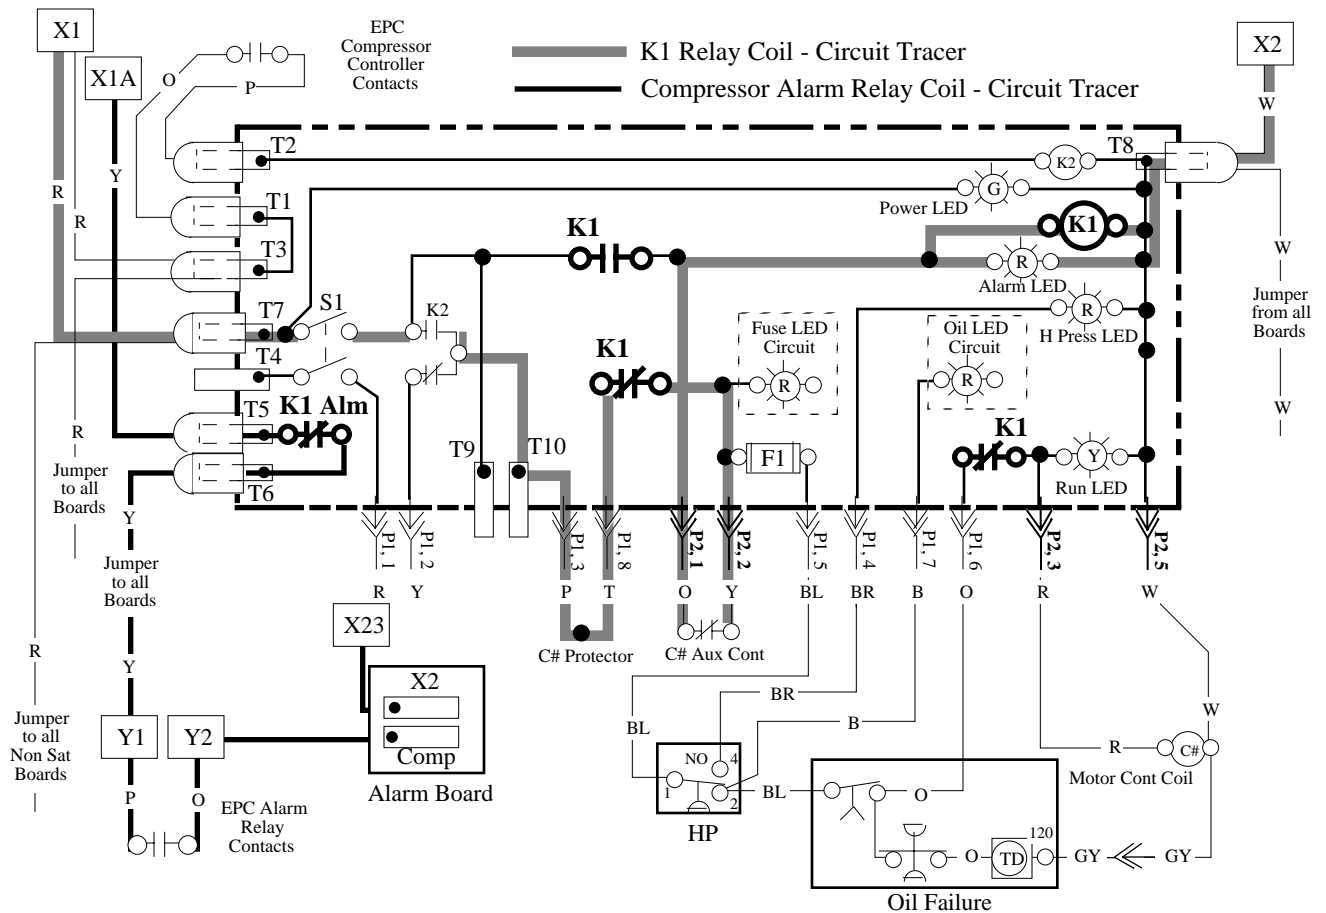 X1
X1A
X2
EPC
Compressor
Controller
Contacts
K1 Relay Coil - Circuit Tracer
Compressor Alarm Relay Coil - Circuit Tracer
O
P
W
Y
R
R
T2
T8
K2
G
Power LED
T1
K1
K1
T3
R
Alarm LED
W
T7
S1
K2
R
H Press LED
Jumper
from all
Boards
Fuse LED
Circuit
R
Oil LED
Circuit
R
T4
K1
T5
K1 Alm
W
R
T9
T10
F1
K1
Y
Run LED
Jumper
to all
Boards
T6
Y
P1, 1
P1, 2
P1, 3
P1, 8
P2, 1
P2, 2
P1, 5
P1, 4
P1, 7
P1, 6
P2, 3
P2, 5
Jumper
to all
Boards
R
Y
P
T
O
Y
BL
BR
B
O
R
W
X23
C# Protector
C# Aux Cont
R
Y
X2
Comp
Alarm Board
BR
B
BL
W
Jumper
to all
Non Sat
Boards
Y1
Y2
NO
4
1
2
HP
BL
R
C#
Motor Cont Coil
P
O
EPC Alarm
Relay
Contacts
O
120
O
TD
GY
GY
Oil Failure